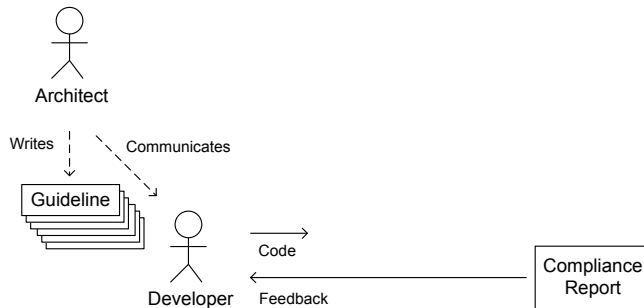 Architect
Writes
Communicates
Guideline
Code
Developer
Feedback
Compliance
Report